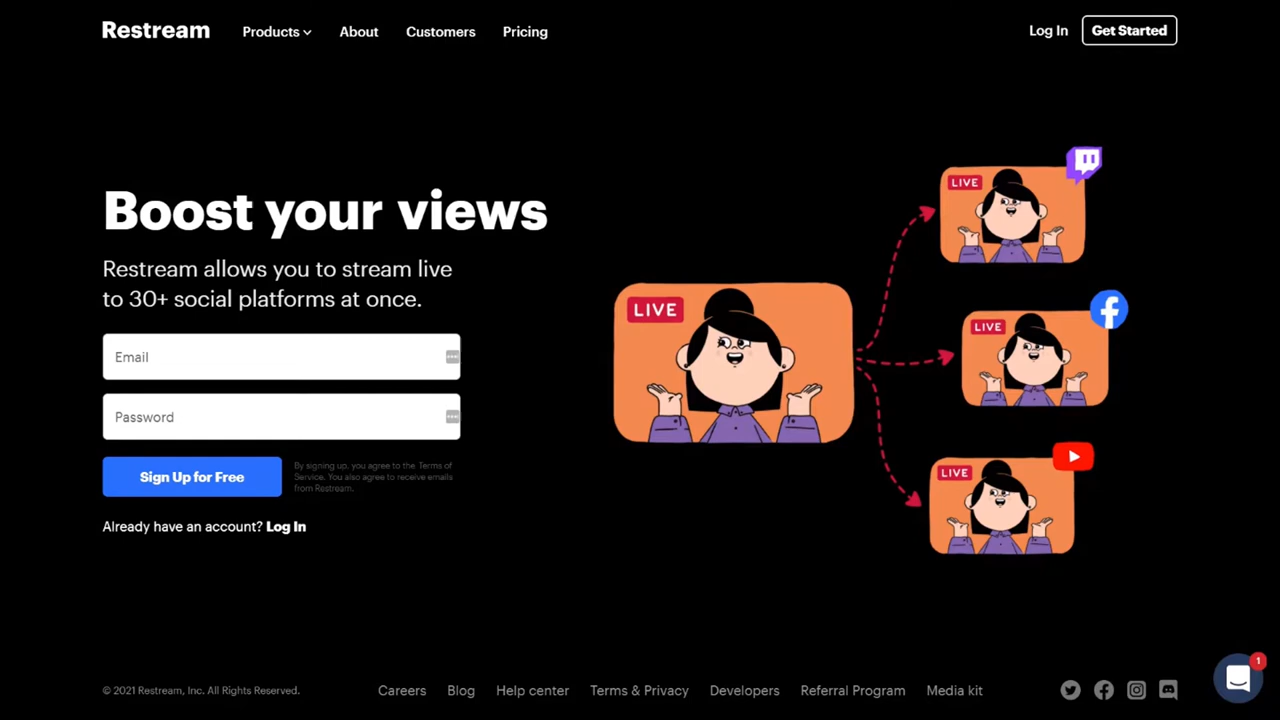 Restream
Products
About
Customers
Pricing
Log In
Get Started
Boost your views
Restream allows you to stream live
to 30+ social platforms at once.
Email
Password
Sign Up for Free
By signing up, you agree to the Terms of
Service. You also agree to receive emails
from Restream.
Already have an account? Log In
LIVE
LIVE
LIVE
LIVE
© 2021 Restream, Inc. All Rights Reserved.
Careers
Blog
Help center
Terms & Privacy
Developers
Referral Program
Media kit
1